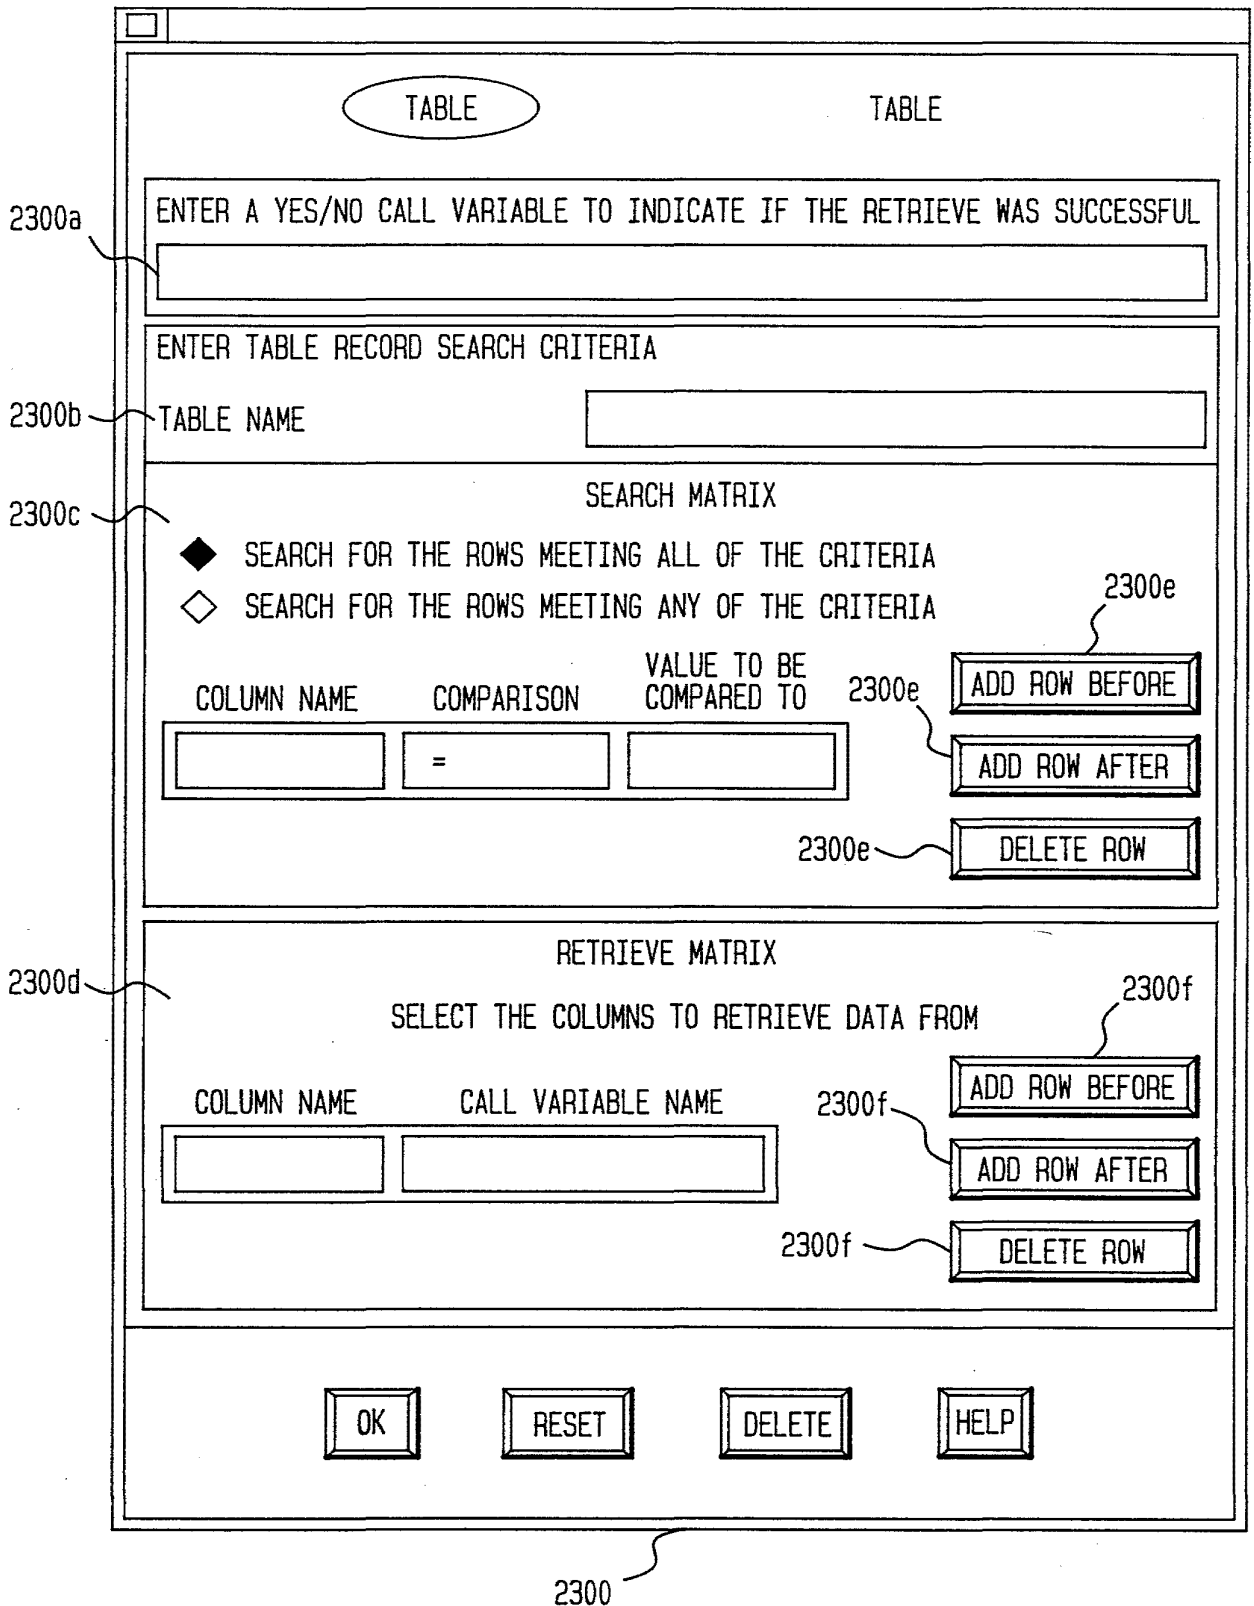 TABLE TABLE
2300a
ENTER A YES/NO CALL VARIABLE TO INDICATE IF THE RETRIEVE WAS SUCCESSFUL
ENTER TABLE RECORD SEARCH CRITERIA
2300b TABLE NAME
2300c
SEARCH MATRIX
SEARCH FOR THE ROWS MEETING ALL OF THE CRITERIA
SEARCH FOR THE ROWS MEETING ANY OF THE CRITERIA
COLUMN NAME COMPARISON VALUE TO BE
COMPARED TO
=
2300e
ADD ROW BEFORE
2300e
ADD ROW AFTER
2300e
DELETE ROW
2300d
RETRIEVE MATRIX
SELECT THE COLUMNS TO RETRIEVE DATA FROM
COLUMN NAME CALL VARIABLE NAME
2300f
ADD ROW BEFORE
2300f
ADD ROW AFTER
2300f
DELETE ROW
OK RESET DELETE HELP
2300